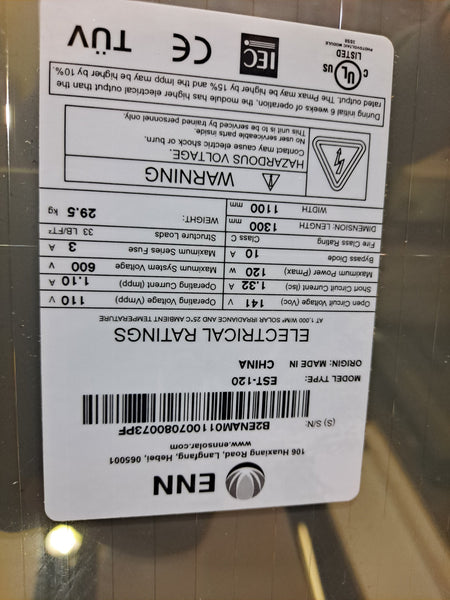 ENN
106 Huaxiang Road, Langfang, Hebei, 065001
www.ennsolar.com
(S) S/N:
B2ENAM0110070B0073PF
MODEL TYPE: EST-120
ORIGIN: MADE IN CHINA
ELECTRICAL RATINGS
AT 1,000 W/M² SOLAR IRRADIANCE AND 25°C AMBIENT TEMPERATURE
Open Circuit Voltage (Voc) 141 V Operating Voltage (Vmpp) 110 V
Short Circuit Current (Isc) 1.32 A Operating Current (Impp) 1.10 A
Maximum Power (Pmax) 120 W Maximum System Voltage 600 V
Bypass Diode 10 A Maximum Series Fuse 3 A
Fire Class Rating Class C Structure Loads 33 LB/FT²
DIMENSION: LENGTH 1300 mm WEIGHT: 29.5 kg
WIDTH 1100 mm
WARNING
HAZARDOUS VOLTAGE.
Contact may cause electric shock or burn.
No user serviceable parts inside.
This unit is to be serviced by trained personnel only.
During initial 6 weeks of operation, the module has higher electrical output than the
rated output. The Pmax may be higher by 15% and the Impp may be higher by 10%.
C UL US
LISTED
PHOTOVOLTAIC MODULE
IEC
CE
TÜV